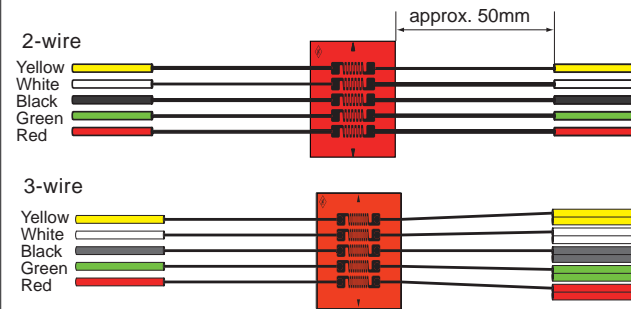 approx. 50mm
2-wire
Yellow
White
Black
Green
Red
3-wire
Yellow
White
Black
Green
Red